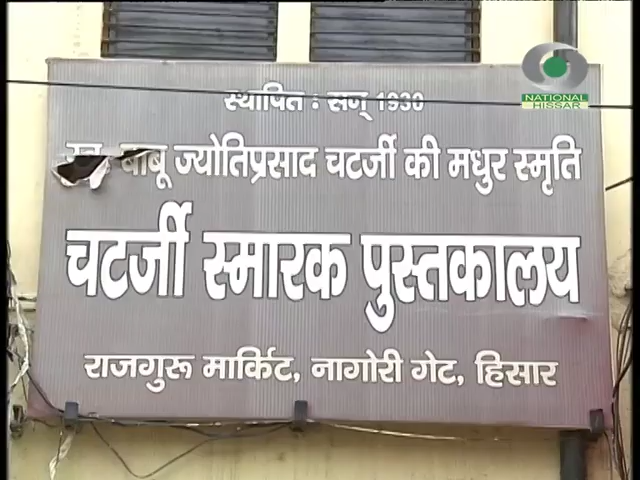 स्थापित : सन् 1930
NATIONAL
HISSAR
स्व. बाबू ज्योतिप्रसाद चटर्जी की मधुर स्मृति
चटर्जी स्मारक पुस्तकालय
राजगुरू मार्किट, नागोरी गेट, हिसार